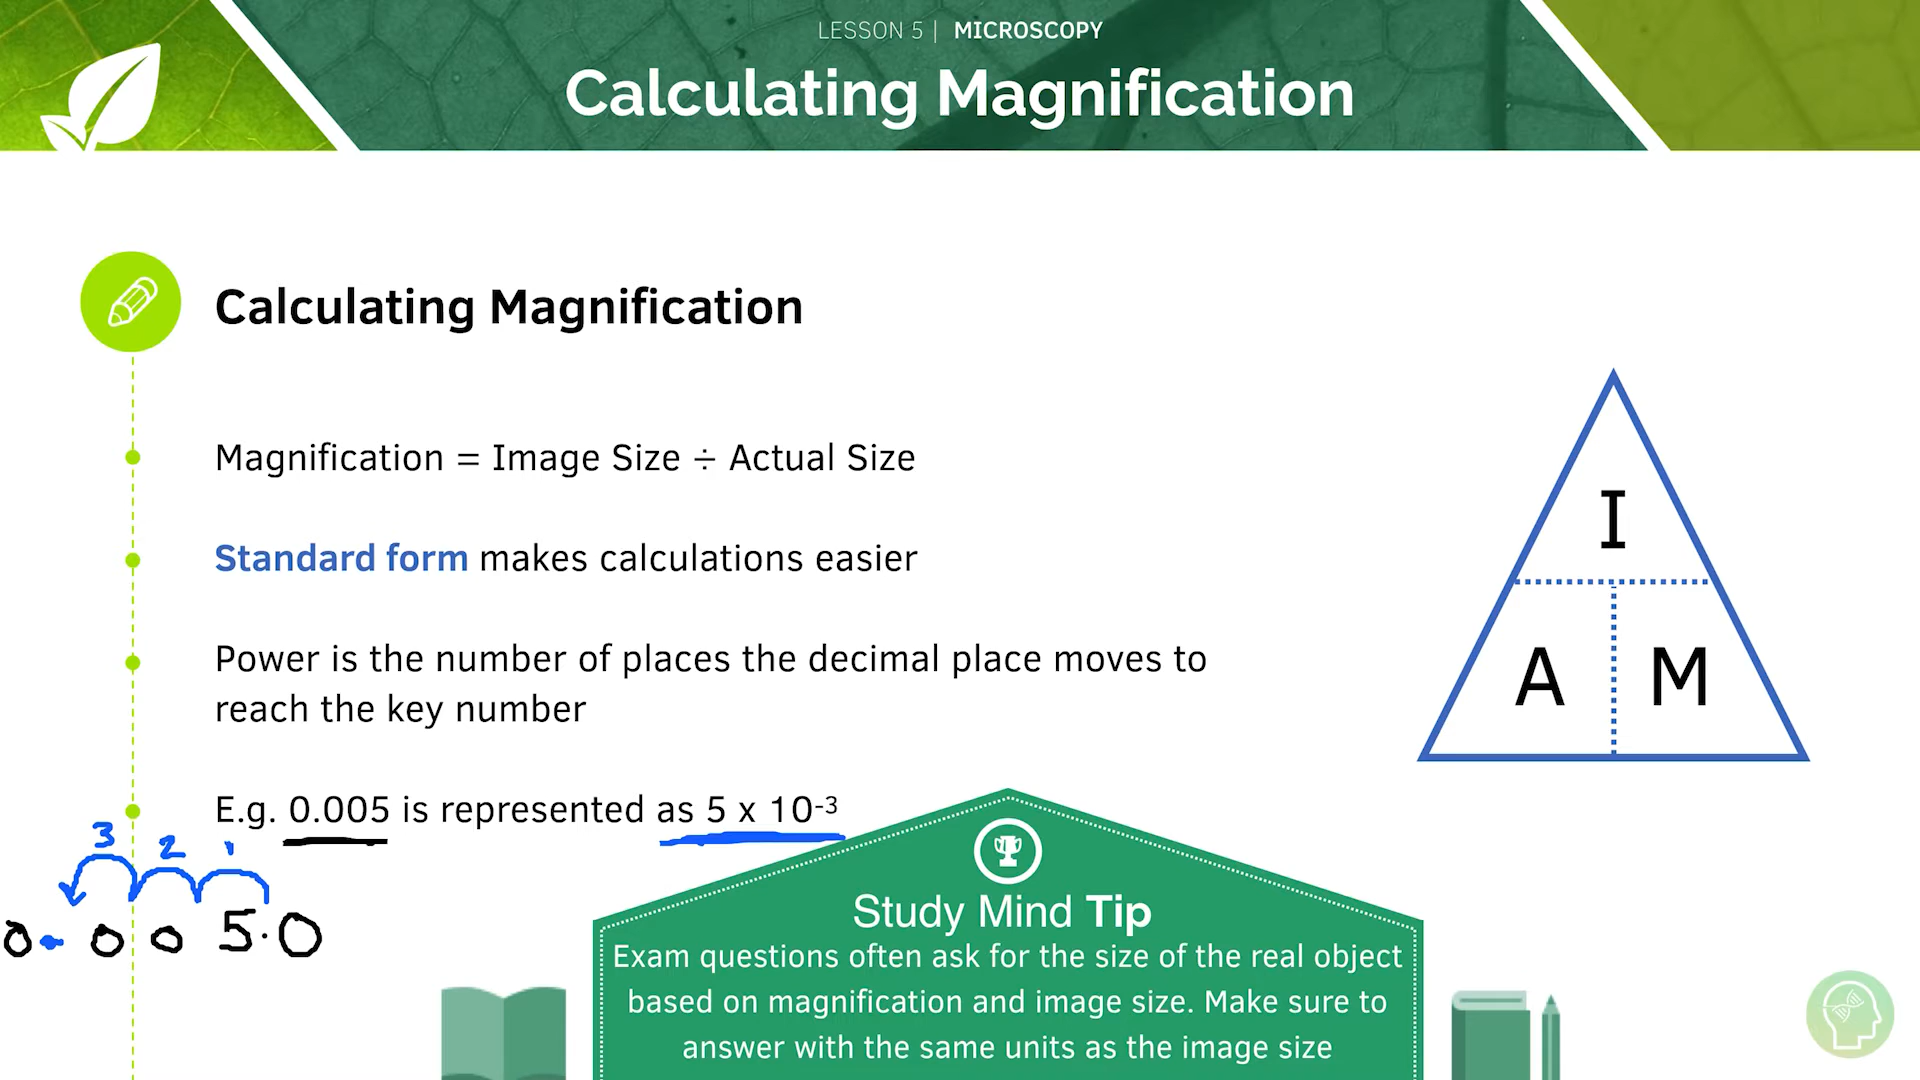 LESSON 5 | MICROSCOPY
Calculating Magnification
Calculating Magnification
Magnification = Image Size ÷ Actual Size
Standard form makes calculations easier
Power is the number of places the decimal place moves to
reach the key number
E.g. 0.005 is represented as 5 x 10⁻³
3 2 1
0.005.0
I
A M
Study Mind Tip
Exam questions often ask for the size of the real object
based on magnification and image size. Make sure to
answer with the same units as the image size